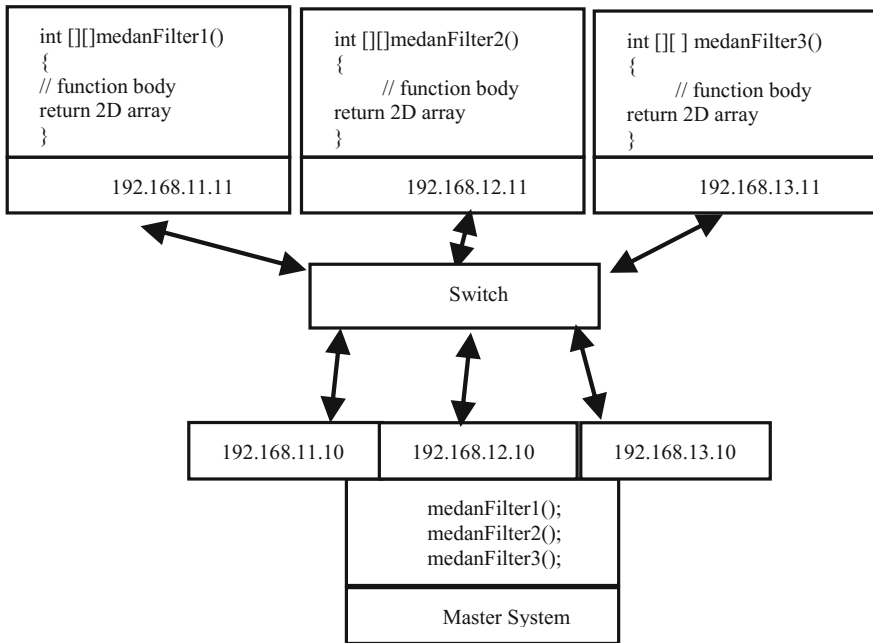 int [][]medanFilter1()
{
// function body
return 2D array
}
192.168.11.11
int [][]medanFilter2()
{
// function body
return 2D array
}
192.168.12.11
int [][ ] medanFilter3()
{
// function body
return 2D array
}
192.168.13.11
Switch
192.168.11.10
192.168.12.10
192.168.13.10
medanFilter1();
medanFilter2();
medanFilter3();
Master System